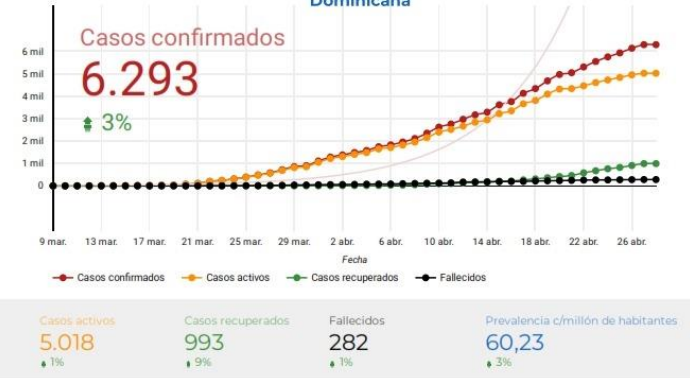 Dominicana
Casos confirmados
6.293
3%
6 mil
5 mil
4 mil
3 mil
2 mil
1 mil
0
9 mar. 13 mar. 17 mar. 21 mar. 25 mar. 29 mar. 2 abr. 6 abr. 10 abr. 14 abr. 18 abr. 22 abr. 26 abr.
Fecha
Casos confirmados Casos activos Casos recuperados Fallecidos
Casos activos Casos recuperados Fallecidos Prevalencia c/millón de habitantes
5.018 993 282 60,23
1% 9% 1% 3%